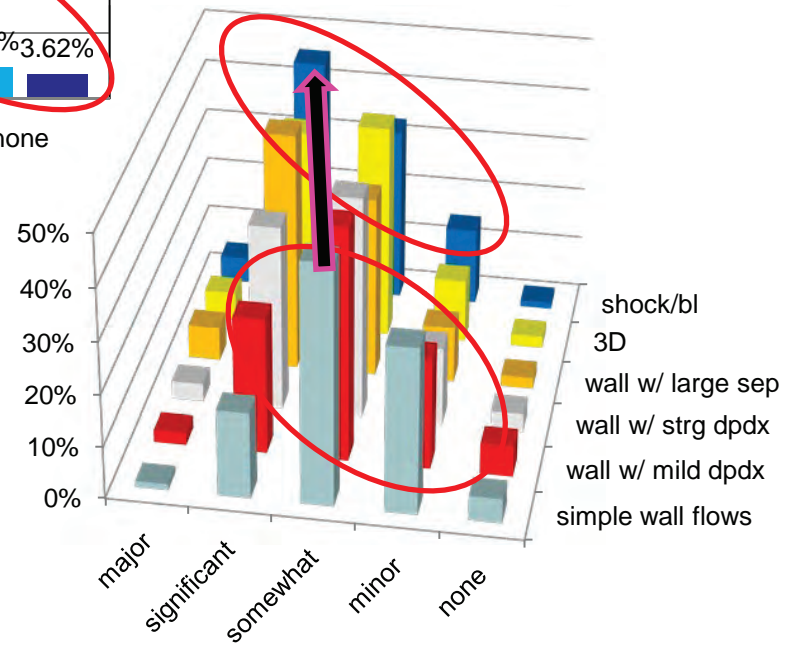 %3.62%
none
50%
40%
30%
20%
10%
0%
shock/bl
3D
wall w/ large sep
wall w/ strg dpdx
wall w/ mild dpdx
simple wall flows
major
significant
somewhat
minor
none